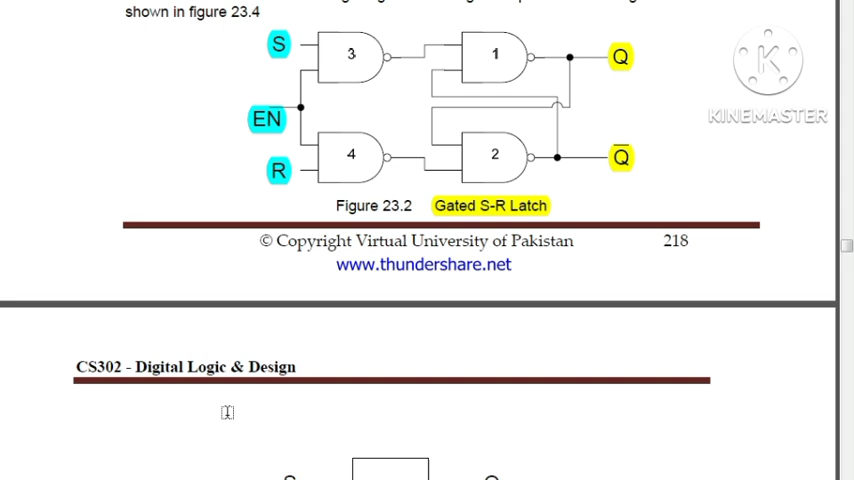 shown in figure 23.4
S
3
1
Q
KINEMASTER
EN
R
4
2
Q̅
Figure 23.2 Gated S-R Latch
© Copyright Virtual University of Pakistan 218
www.thundershare.net
CS302 - Digital Logic & Design